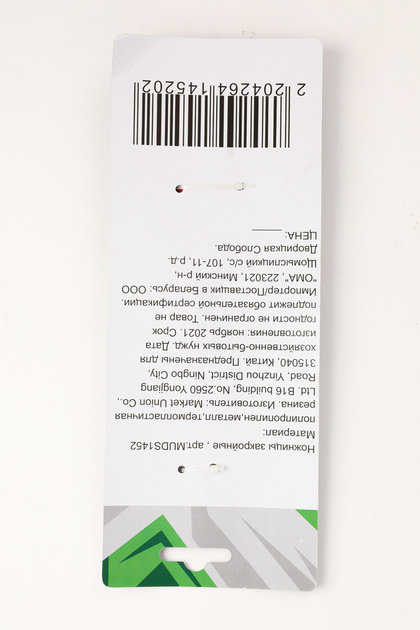 Ножницы закройные , арт.MUDS1452
Материал:
полипропилен,металл,термопластичная
резина. Изготовитель: Market Union Co.,
Ltd. B16 building, No.2560 Yongjiang
Road, Yinzhou District, Ningbo, City,
315040, Китай. Предназначены для
хозяйственно-бытовых нужд. Дата
изготовления: ноябрь 2021. Срок
годности не ограничен. Товар не
подлежит обязательной сертификации.
Импортер/Поставщик в Беларусь: ООО
"ОМА", 223021, Минский р-н,
Щомыслицкий с/с, 107-11, р.д.
Дворицкая Слобода.
ЦЕНА: ____
2 204264 145202